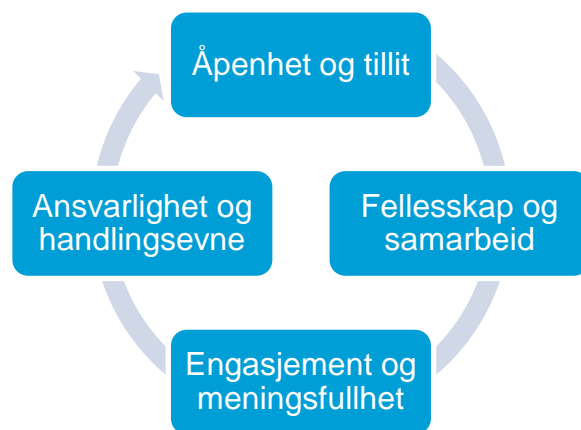 Åpenhet og tillit
Fellesskap og
samarbeid
Engasjement og
meningsfullhet
Ansvarlighet og
handlingsevne